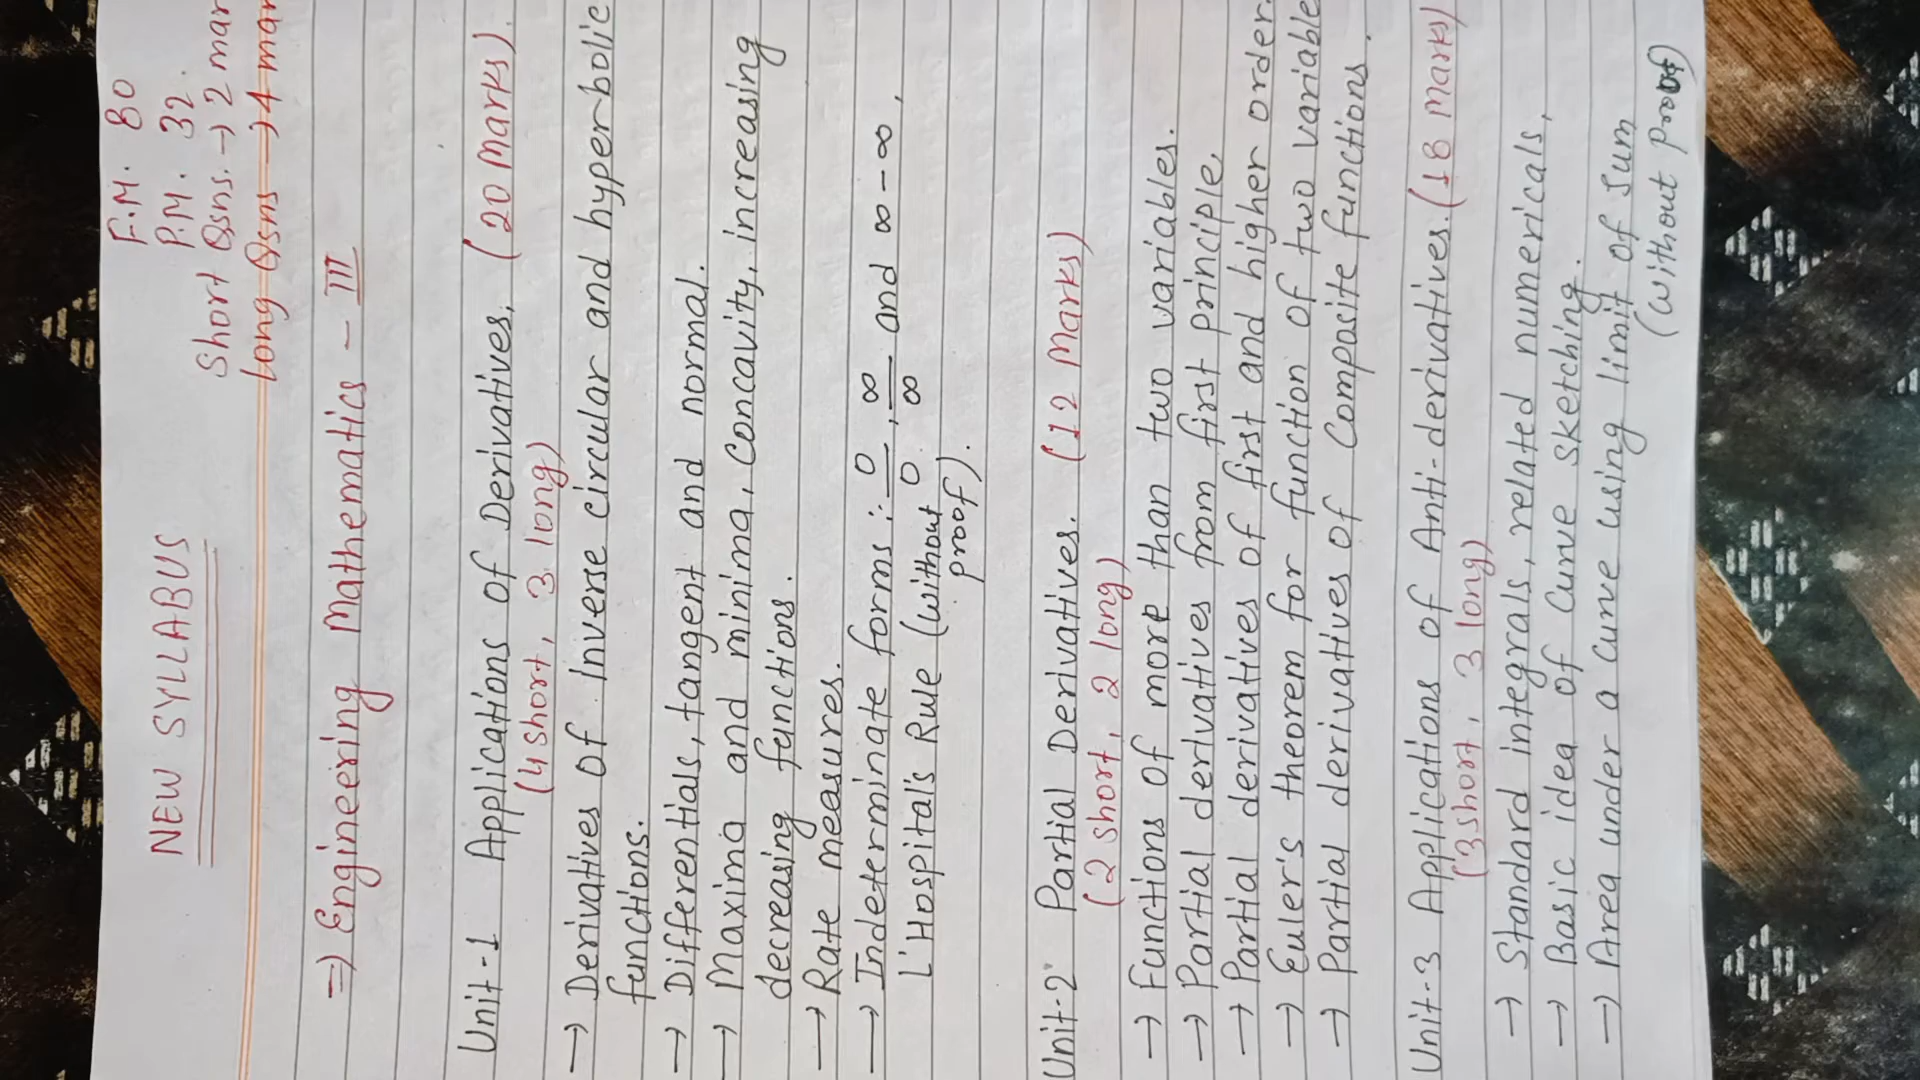 F.M. 80
P.M. 32.
Short Qsns. → 2 mar
long Qsns → 4 mar
NEW SYLLABUS
⇒ Engineering Mathematics - III
Unit-1 Applications of Derivatives. (20 Marks).
(4 short, 3 long)
→ Derivatives of Inverse circular and hyperbolic
functions.
→ Differentials, tangent and normal.
→ Maxima and minima, Concavity, increasing
decreasing functions.
→ Rate measures.
→ Indeterminate forms: 0/0, ∞/∞ and ∞ - ∞,
L'Hospital's Rule (without
proof).
Unit-2 Partial Derivatives. (12 Marks)
(2 short, 2 long)
→ Functions of more than two variables.
→ Partial derivatives from first principle.
→ Partial derivatives of first and higher order.
→ Euler's theorem for function of two variable
→ Partial derivatives of Composite functions.
Unit-3 Applications of Anti-derivatives. (18 marks)
(3 short, 3 long)
→ Standard integrals, related numericals,
→ Basic idea of Curve sketching.
→ Area under a Curve using limit of Sum
(without proof)